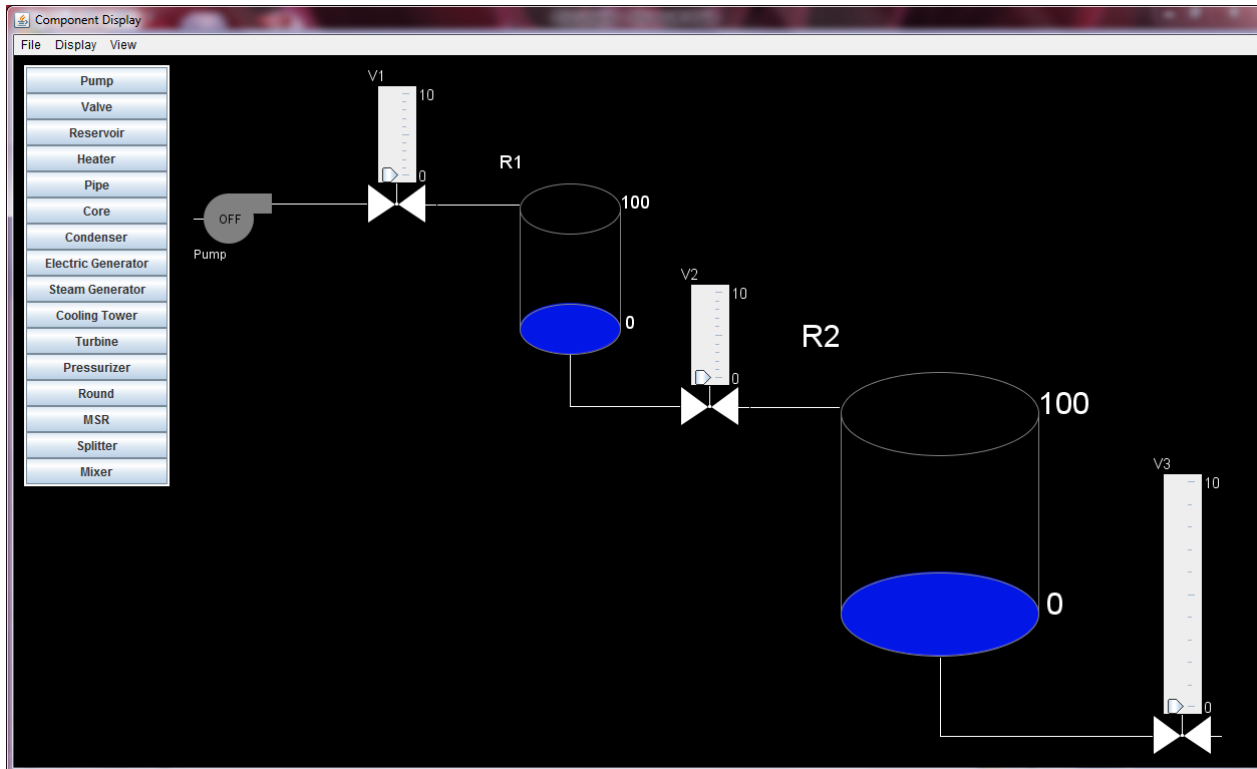 Component Display
File Display View
Pump
Valve
Reservoir
Heater
Pipe
Core
Condenser
Electric Generator
Steam Generator
Cooling Tower
Turbine
Pressurizer
Round
MSR
Splitter
Mixer
V1
10
0
OFF
Pump
R1
100
0
V2
10
0
R2
100
0
V3
10
0